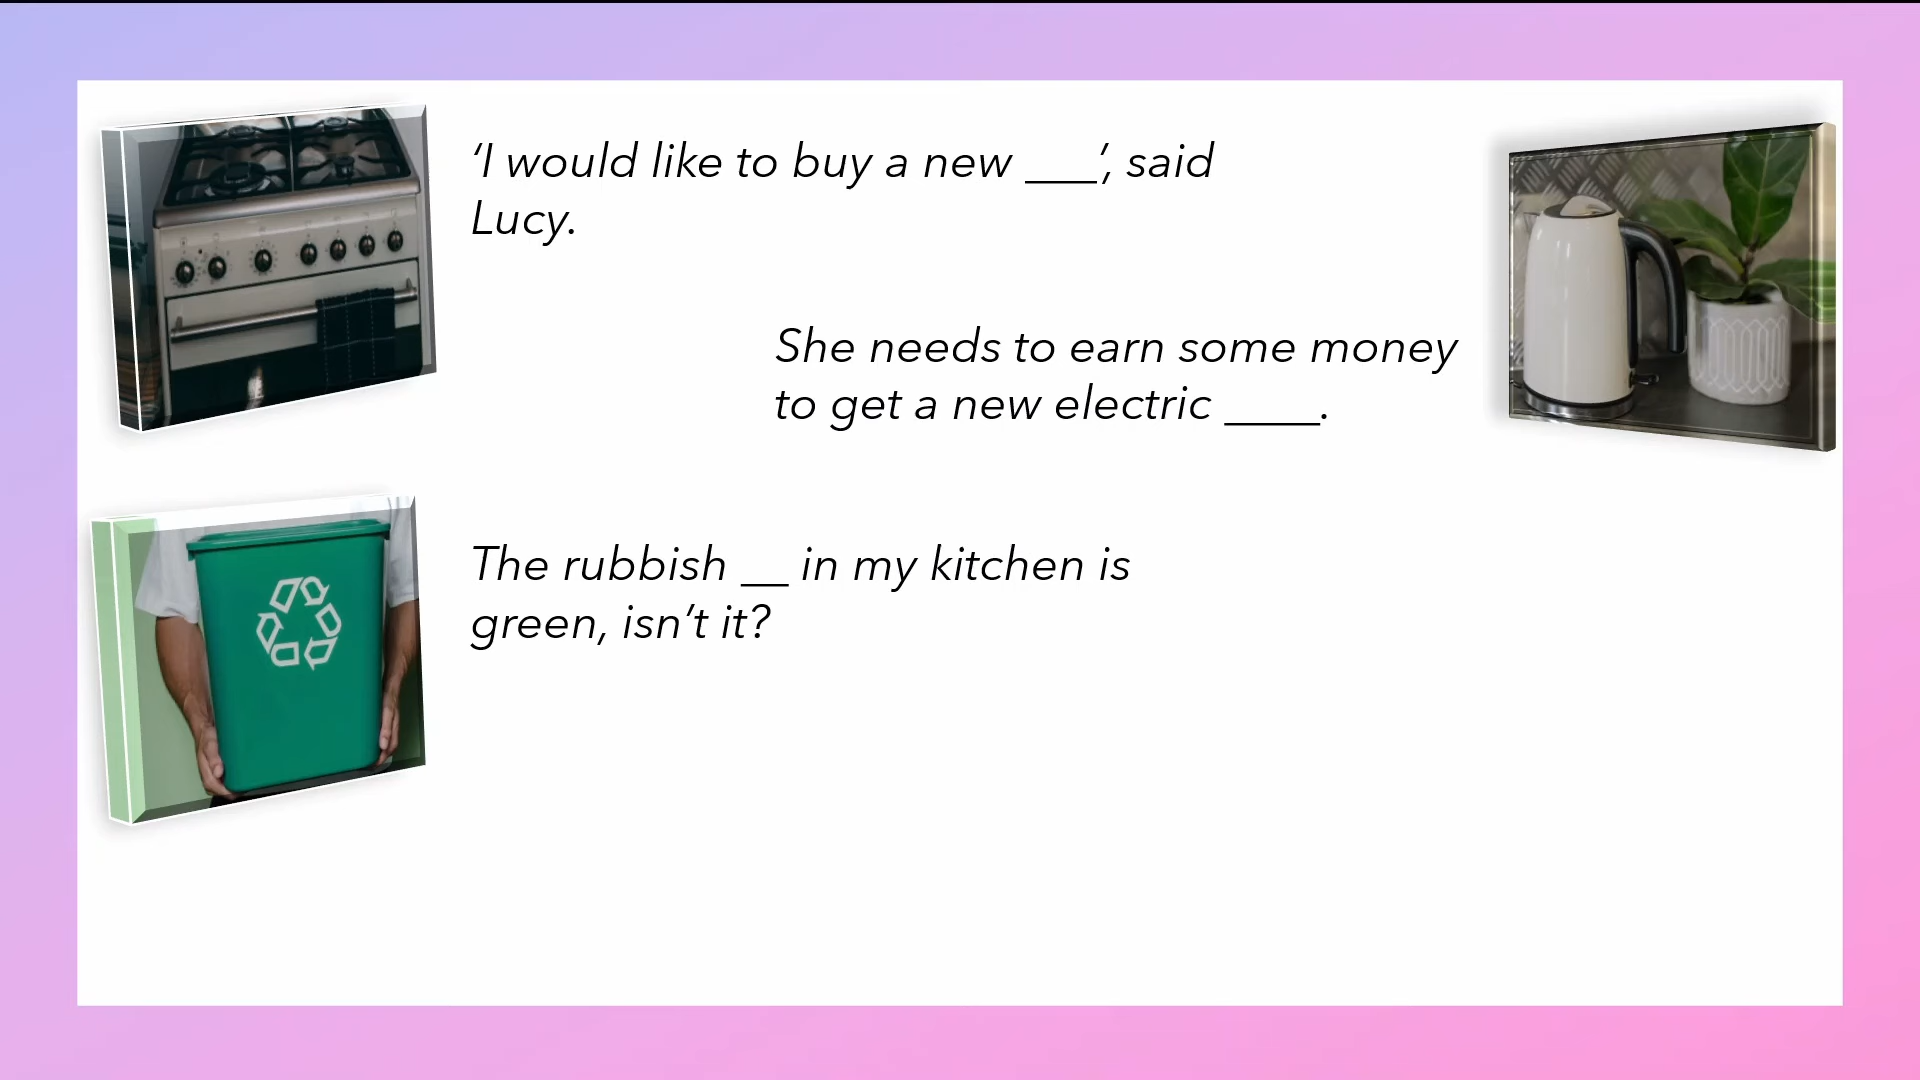 ‘I would like to buy a new ___’, said
Lucy.
She needs to earn some money
to get a new electric ____.
The rubbish __ in my kitchen is
green, isn’t it?